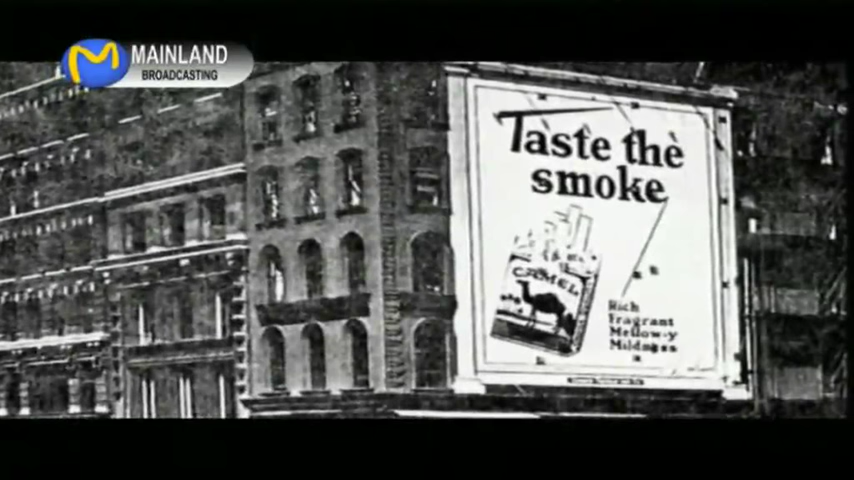 MAINLAND
BROADCASTING
Taste the
smoke
CAMEL
Rich
Fragrant
Mellow-y
Mildness